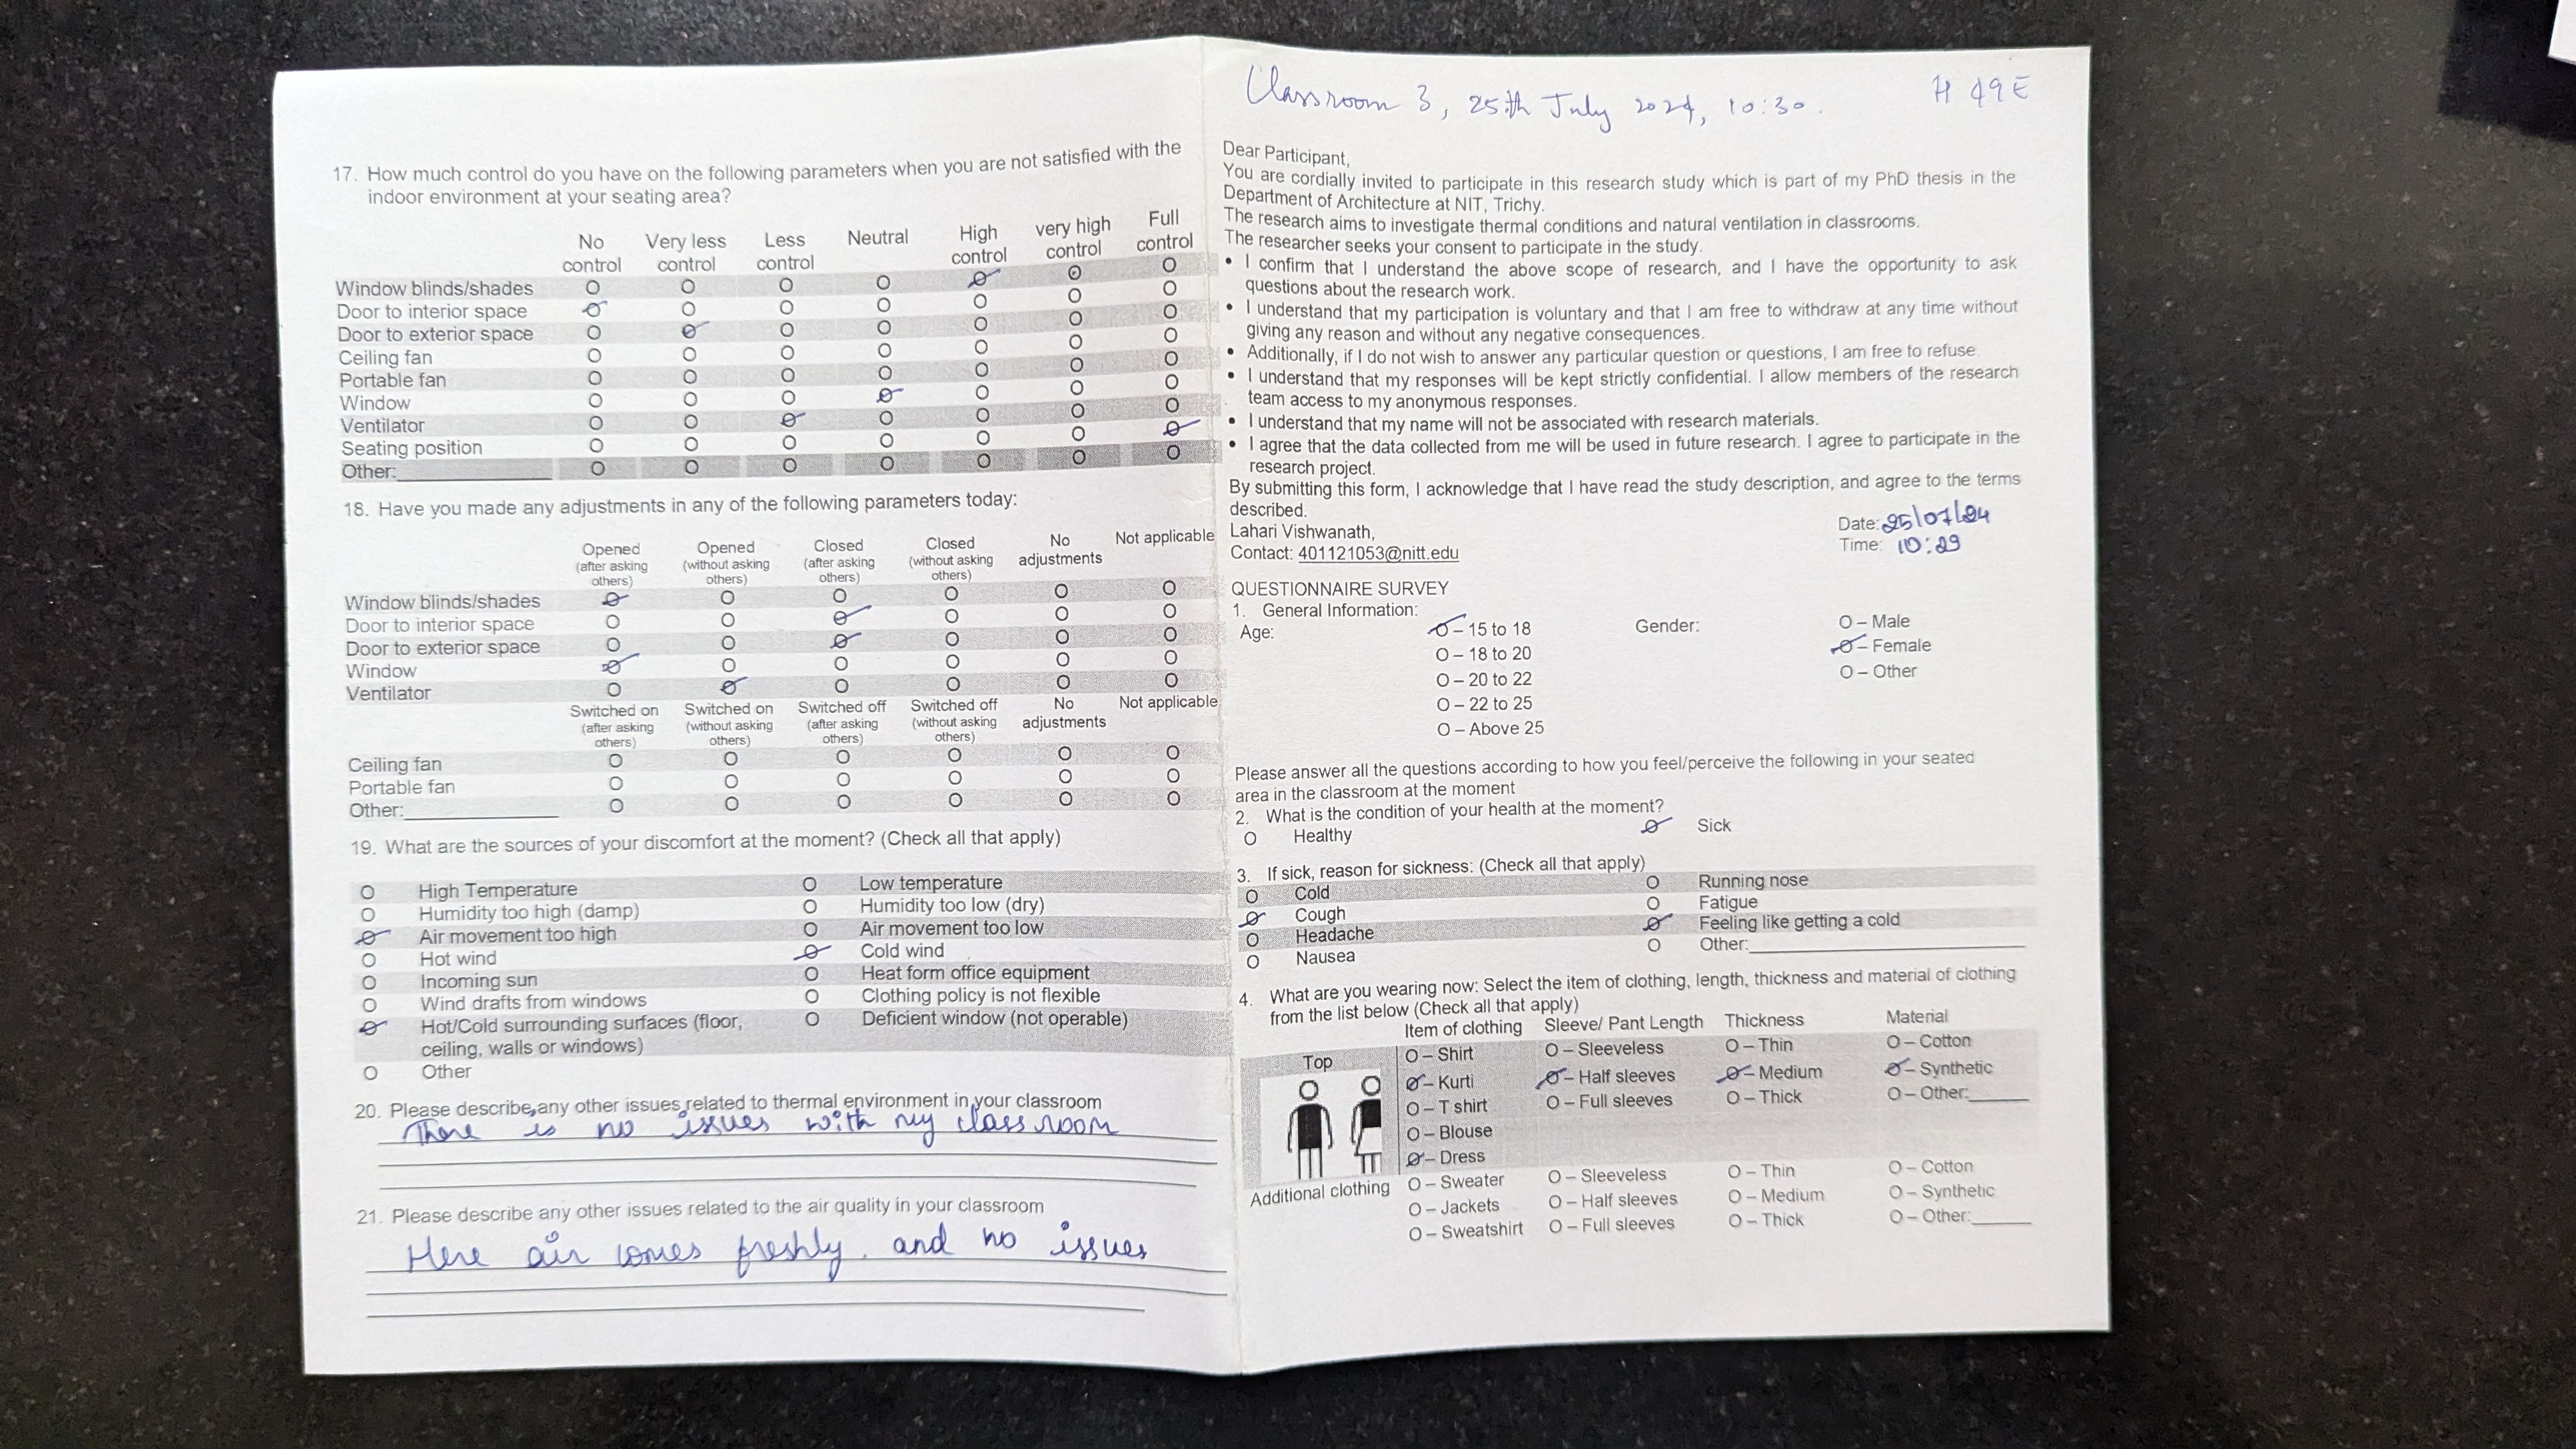 17. How much control do you have on the following parameters when you are not satisfied with the
indoor environment at your seating area?
No control Very less control Less control Neutral High control very high control Full control
Window blinds/shades O O O O O O O
Door to interior space O O O O O O O
Door to exterior space O O O O O O O
Ceiling fan O O O O O O O
Portable fan O O O O O O O
Window O O O O O O O
Ventilator O O O O O O O
Seating position O O O O O O O
Other:__________ O O O O O O O
18. Have you made any adjustments in any of the following parameters today:
Opened (after asking others) Opened (without asking others) Closed (after asking others) Closed (without asking others) No adjustments Not applicable
Window blinds/shades O O O O O O
Door to interior space O O O O O O
Door to exterior space O O O O O O
Window O O O O O O
Ventilator O O O O O O
Switched on (after asking others) Switched on (without asking others) Switched off (after asking others) Switched off (without asking others) No adjustments Not applicable
Ceiling fan O O O O O O
Portable fan O O O O O O
Other:__________ O O O O O O
19. What are the sources of your discomfort at the moment? (Check all that apply)
O High Temperature O Low temperature
O Humidity too high (damp) O Humidity too low (dry)
O Air movement too high O Air movement too low
O Hot wind O Cold wind
O Incoming sun O Heat form office equipment
O Wind drafts from windows O Clothing policy is not flexible
O Hot/Cold surrounding surfaces (floor, O Deficient window (not operable)
ceiling, walls or windows)
O Other
20. Please describe any other issues related to thermal environment in your classroom
There is no issues with my classroom
21. Please describe any other issues related to the air quality in your classroom
Here air comes freshly. and no issues
Classroom 3, 25th July 2024, 10:30.
H 49E
Dear Participant,
You are cordially invited to participate in this research study which is part of my PhD thesis in the
Department of Architecture at NIT, Trichy.
The research aims to investigate thermal conditions and natural ventilation in classrooms.
The researcher seeks your consent to participate in the study.
• I confirm that I understand the above scope of research, and I have the opportunity to ask
questions about the research work.
• I understand that my participation is voluntary and that I am free to withdraw at any time without
giving any reason and without any negative consequences.
• Additionally, if I do not wish to answer any particular question or questions, I am free to refuse.
• I understand that my responses will be kept strictly confidential. I allow members of the research
team access to my anonymous responses.
• I understand that my name will not be associated with research materials.
• I agree that the data collected from me will be used in future research. I agree to participate in the
research project.
By submitting this form, I acknowledge that I have read the study description, and agree to the terms
described.
Lahari Vishwanath,
Contact: 401121053@nitt.edu
Date: 25/07/24
Time: 10:29
QUESTIONNAIRE SURVEY
1. General Information:
Age: O – 15 to 18 Gender: O – Male
O – 18 to 20 O – Female
O – 20 to 22 O – Other
O – 22 to 25
O – Above 25
Please answer all the questions according to how you feel/perceive the following in your seated
area in the classroom at the moment
2. What is the condition of your health at the moment?
O Healthy O Sick
3. If sick, reason for sickness: (Check all that apply)
O Cold O Running nose
O Cough O Fatigue
O Headache O Feeling like getting a cold
O Nausea O Other:__________
4. What are you wearing now: Select the item of clothing, length, thickness and material of clothing
from the list below (Check all that apply)
Item of clothing Sleeve/ Pant Length Thickness Material
Top O – Shirt O – Sleeveless O – Thin O – Cotton
O – Kurti O – Half sleeves O – Medium O – Synthetic
O – T shirt O – Full sleeves O – Thick O – Other:______
O – Blouse
O – Dress
Additional clothing O – Sweater O – Sleeveless O – Thin O – Cotton
O – Jackets O – Half sleeves O – Medium O – Synthetic
O – Sweatshirt O – Full sleeves O – Thick O – Other:______